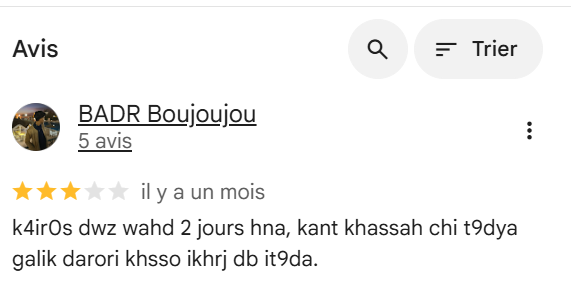 Avis
Trier
BADR Boujoujou
5 avis
il y a un mois
k4irOs dwz wahd 2 jours hna, kant khassah chi t9dya
galik darori khsso ikhrj db it9da.